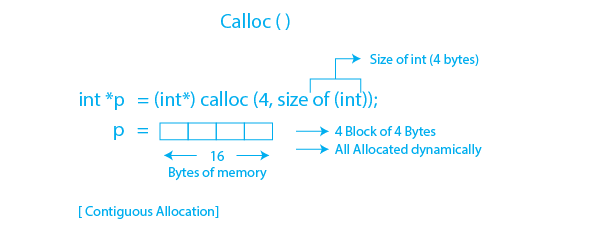 Calloc ( )
Size of int (4 bytes)
int *p = (int*) calloc (4, size of (int));
p =
4 Block of 4 Bytes
All Allocated dynamically
16
Bytes of memory
[ Contiguous Allocation]